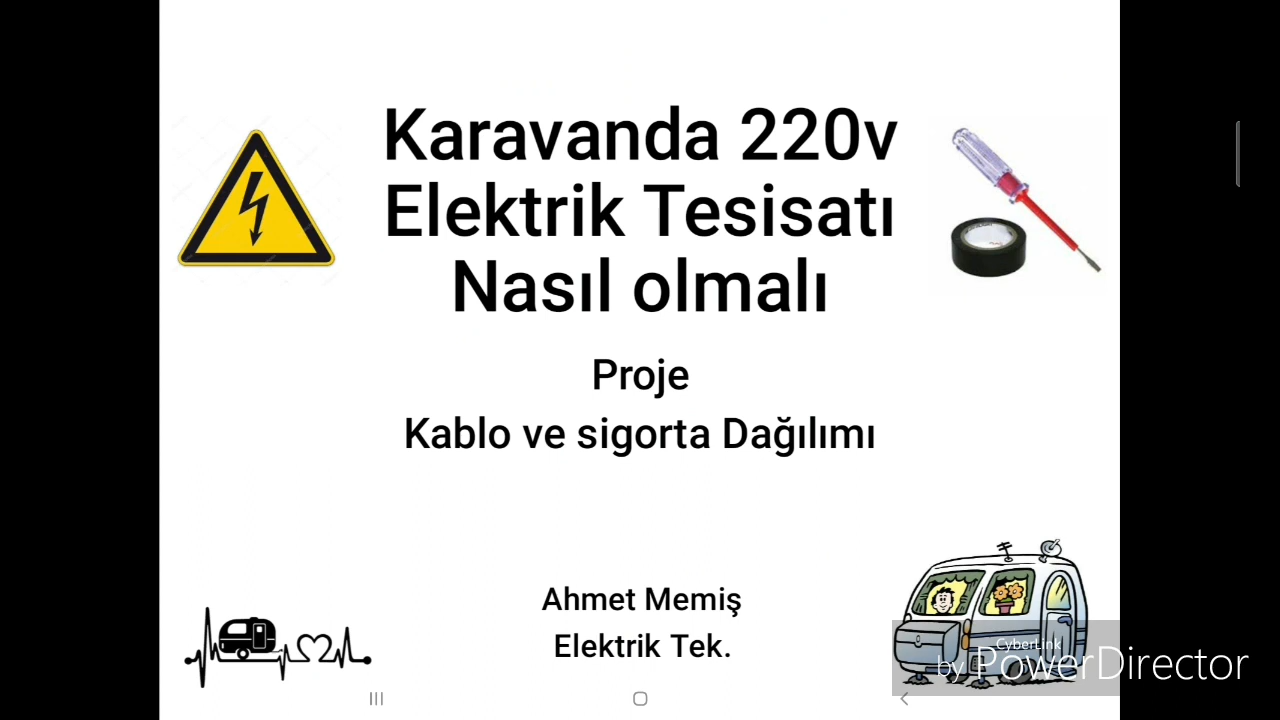 Karavanda 220v
Elektrik Tesisatı
Nasıl olmalı
Proje
Kablo ve sigorta Dağılımı
Ahmet Memiş
Elektrik Tek.
CyberLink
by PowerDirector